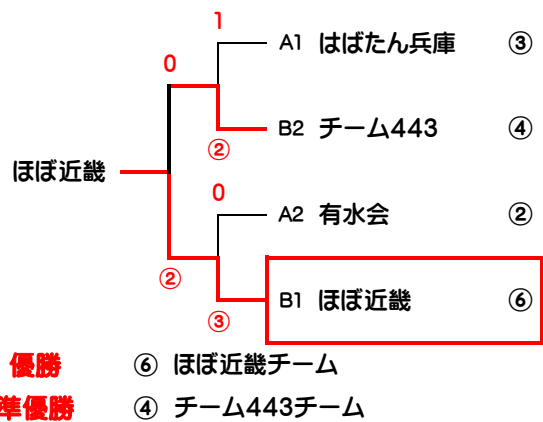 1
A1 はばたん兵庫 ③
0
B2 チーム443 ④
②
ほぼ近畿
0
A2 有水会 ②
②
B1 ほぼ近畿 ⑥
③
優勝 ⑥ ほぼ近畿チーム
準優勝 ④ チーム443チーム